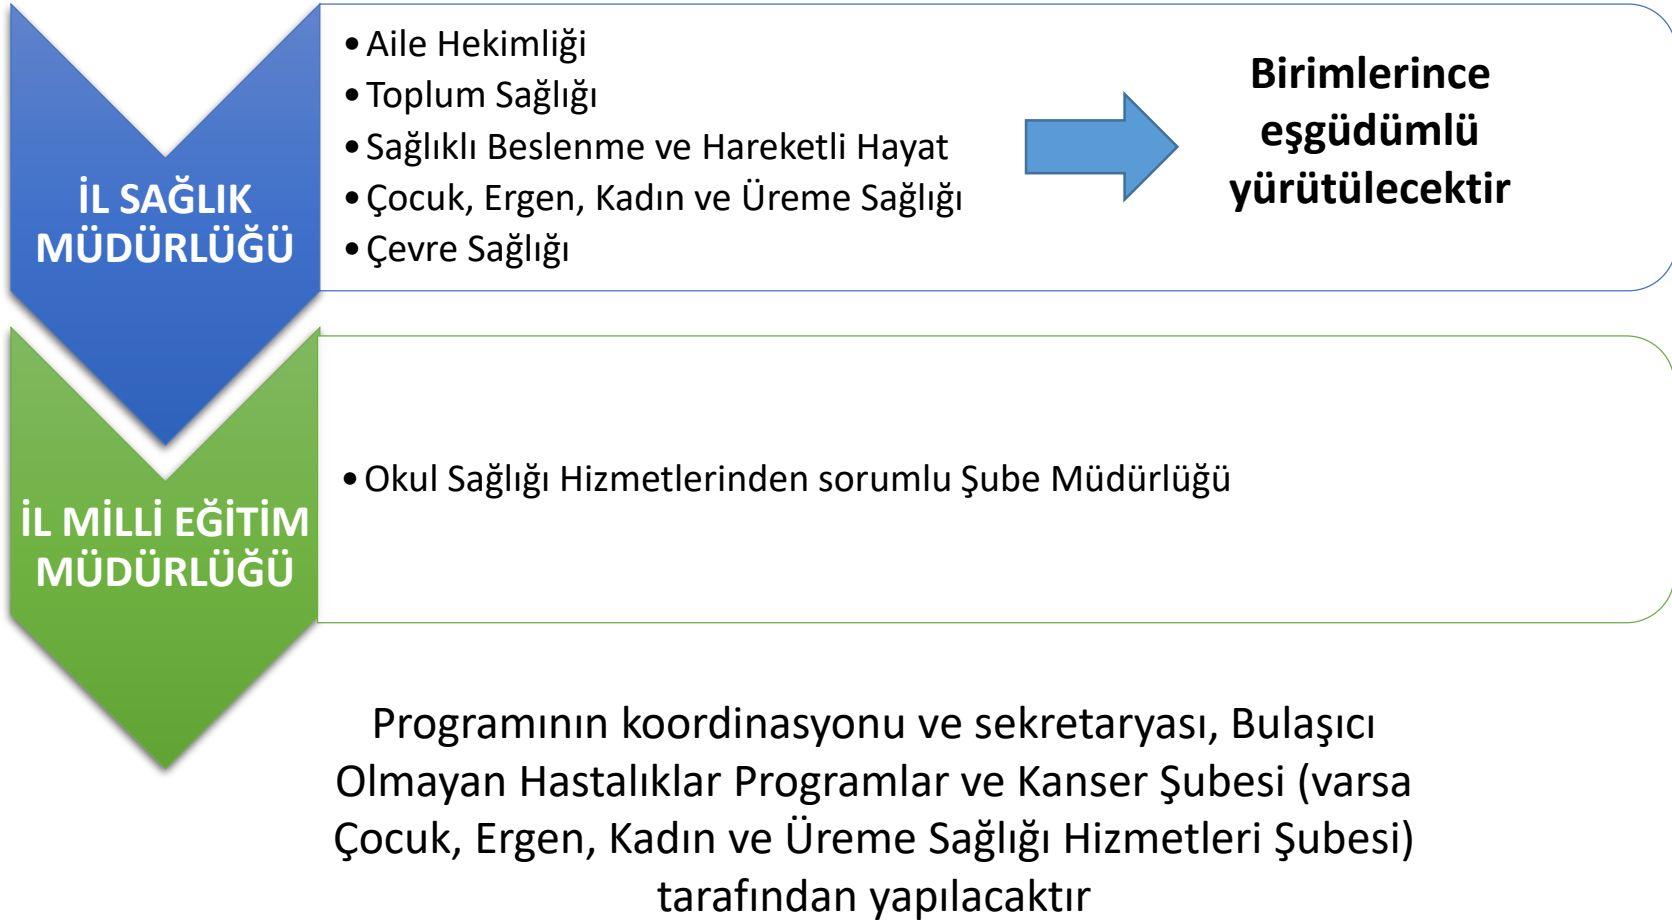 İL SAĞLIK
MÜDÜRLÜĞÜ
•Aile Hekimliği
•Toplum Sağlığı
•Sağlıklı Beslenme ve Hareketli Hayat
•Çocuk, Ergen, Kadın ve Üreme Sağlığı
•Çevre Sağlığı
Birimlerince
eşgüdümlü
yürütülecektir
İL MİLLİ EĞİTİM
MÜDÜRLÜĞÜ
•Okul Sağlığı Hizmetlerinden sorumlu Şube Müdürlüğü
Programının koordinasyonu ve sekretaryası, Bulaşıcı
Olmayan Hastalıklar Programlar ve Kanser Şubesi (varsa
Çocuk, Ergen, Kadın ve Üreme Sağlığı Hizmetleri Şubesi)
tarafından yapılacaktır